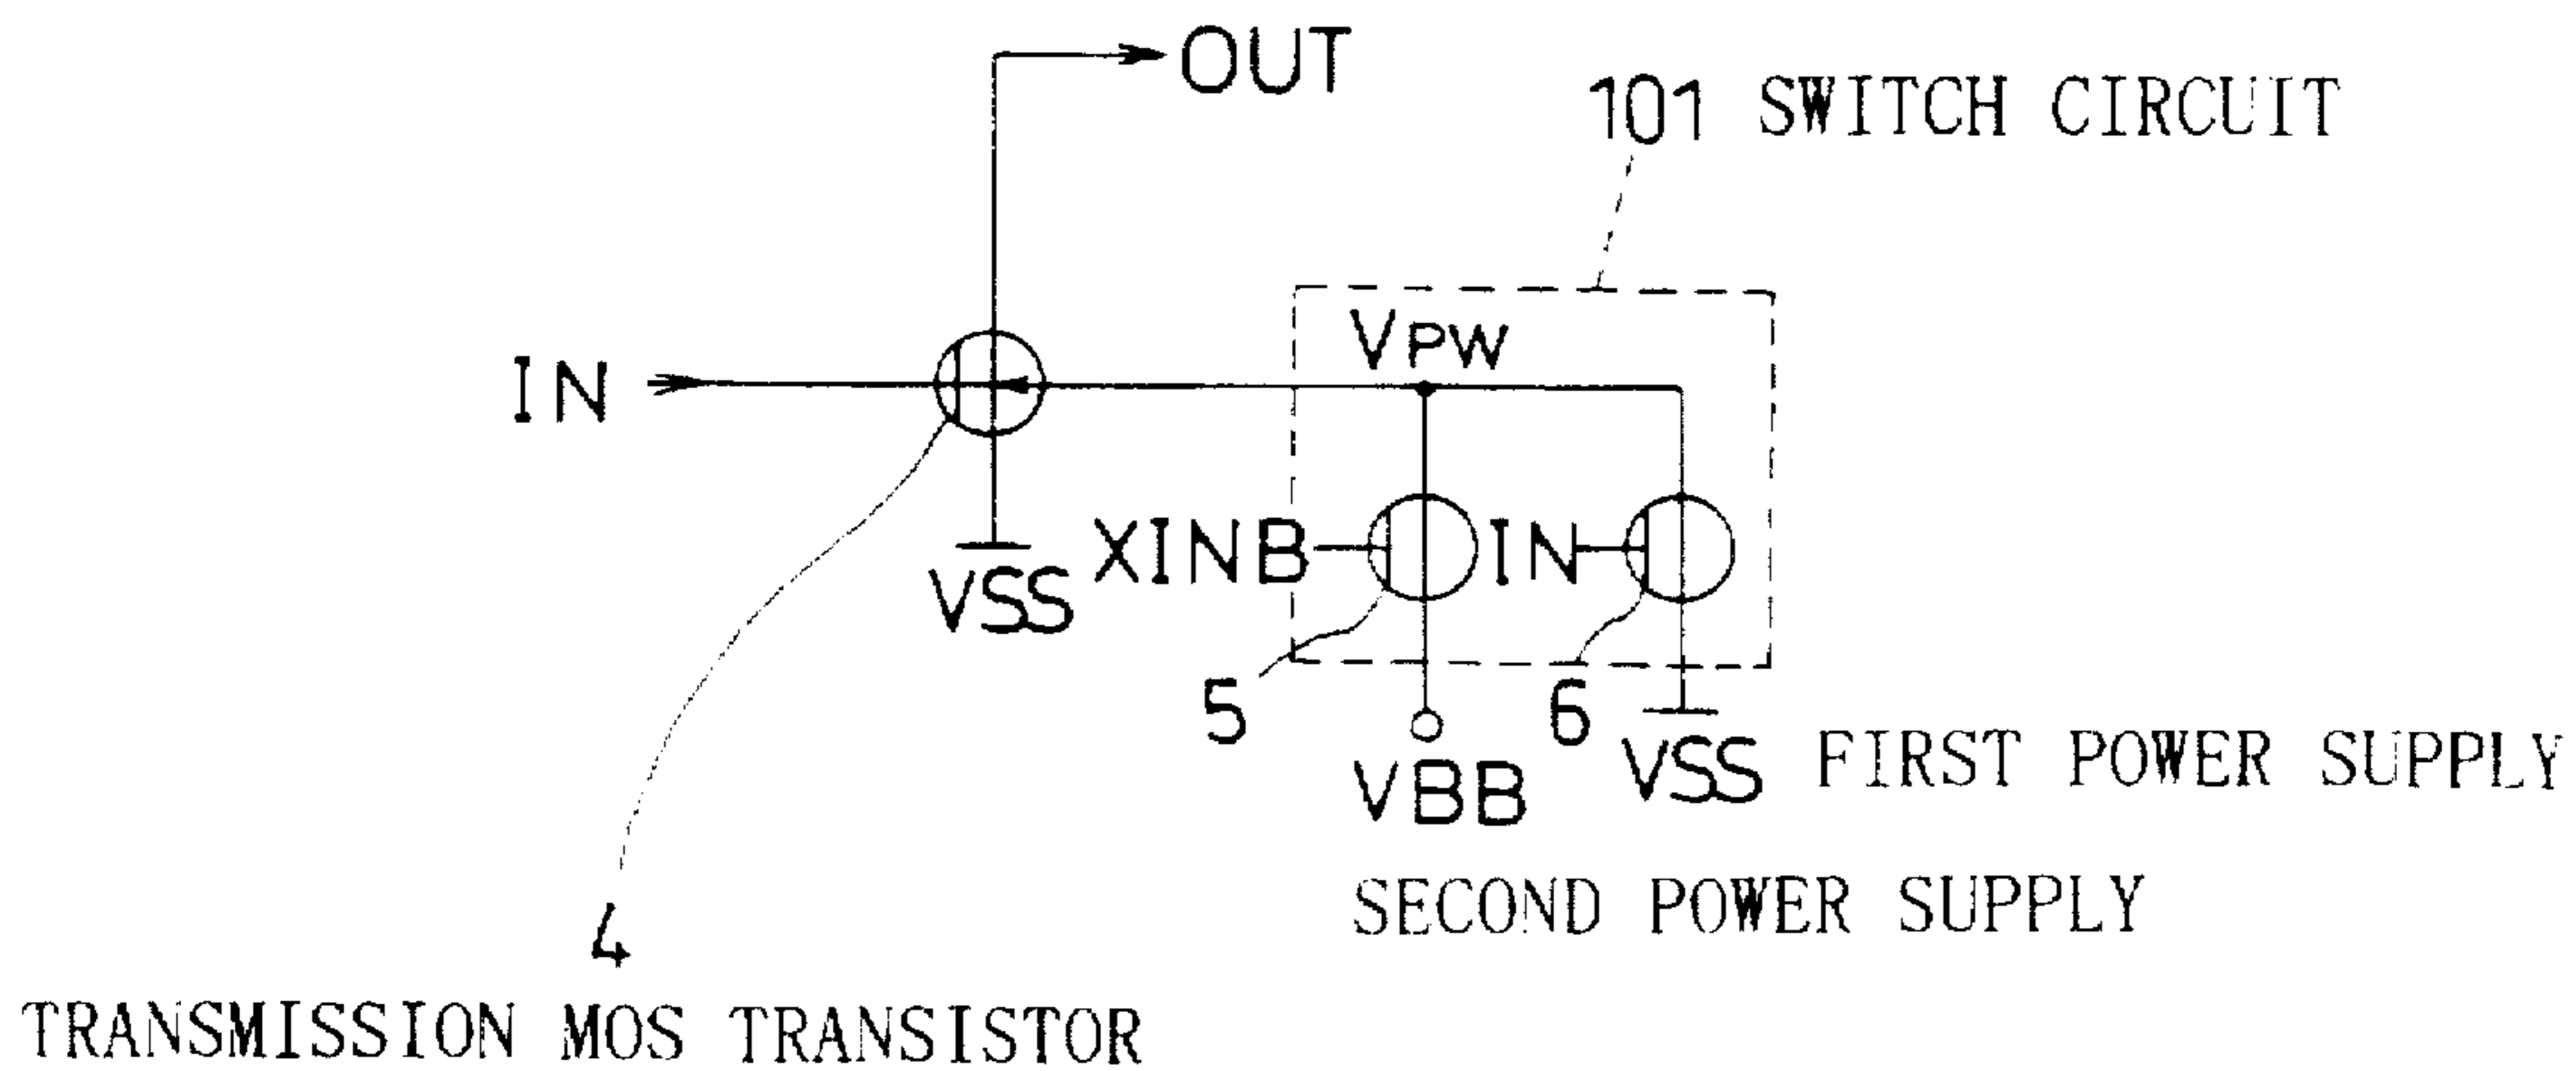 OUT
101 SWITCH CIRCUIT
VPW
IN
XINB
IN
VSS
5
6
VBB
VSS FIRST POWER SUPPLY
SECOND POWER SUPPLY
4
TRANSMISSION MOS TRANSISTOR